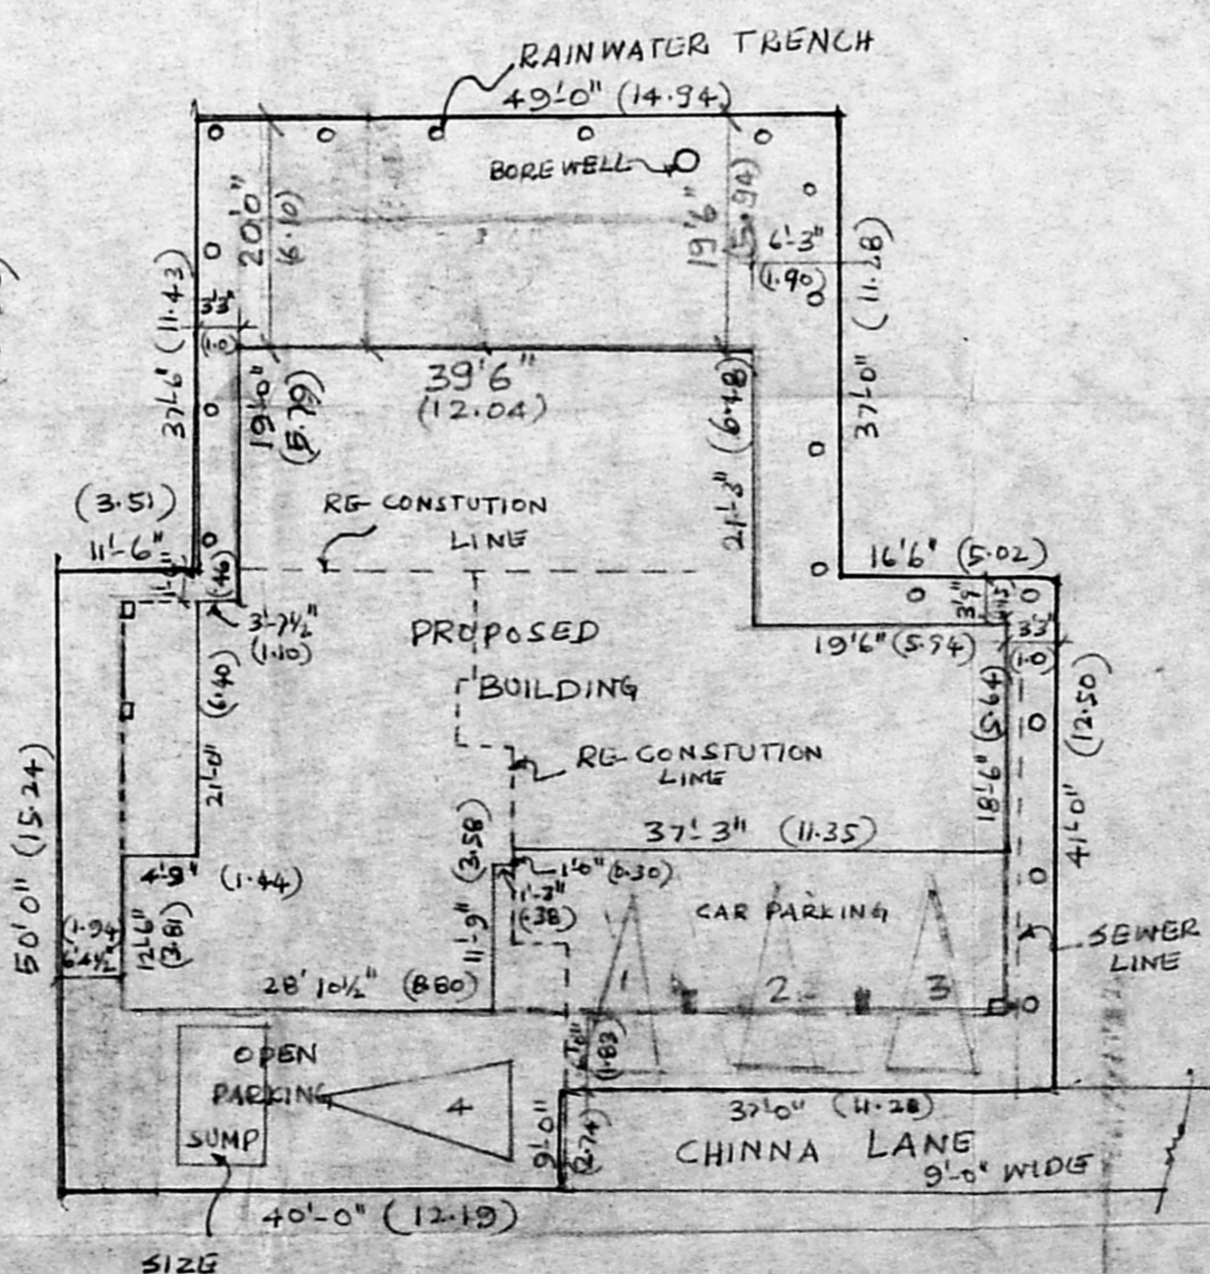 RAINWATER TRENCH
49'-0" (14.94)
BOREWELL
20'0"
(6.10)
19'6"
(5.94)
6'-3"
(1.90)
37'-6" (11.43)
3'3"
(1.0)
37'-0" (11.28)
39'6"
(12.04)
19'-0"
(5.79)
21'-3" (6.48)
(3.51)
11'-6"
RE-CONSTUTION
LINE
16'6" (5.02)
(.46)
3'-7½"
(1.10)
3'9"
3'3"
(1.0)
PROPOSED
BUILDING
19'6" (5.94)
(6.40)
21'-0"
18'-6" (5.64)
41'-0" (12.50)
50'0" (15.24)
RE-CONSTUTION
LINE
37'-3" (11.35)
4'-9" (1.44)
11'-9" (3.58)
1'-0" (0.30)
1'-3"
(.38)
CAR PARKING
(1.94
6'4½"
12'-6"
(3.81)
SEWER
LINE
28' 10½" (8.80)
1
2
3
OPEN
PARKING
SUMP
4
(1.83)
9'-0"
(2.74)
37'-0" (11.28)
CHINNA LANE
9'-0" WIDE
40'-0" (12.19)
SIZE